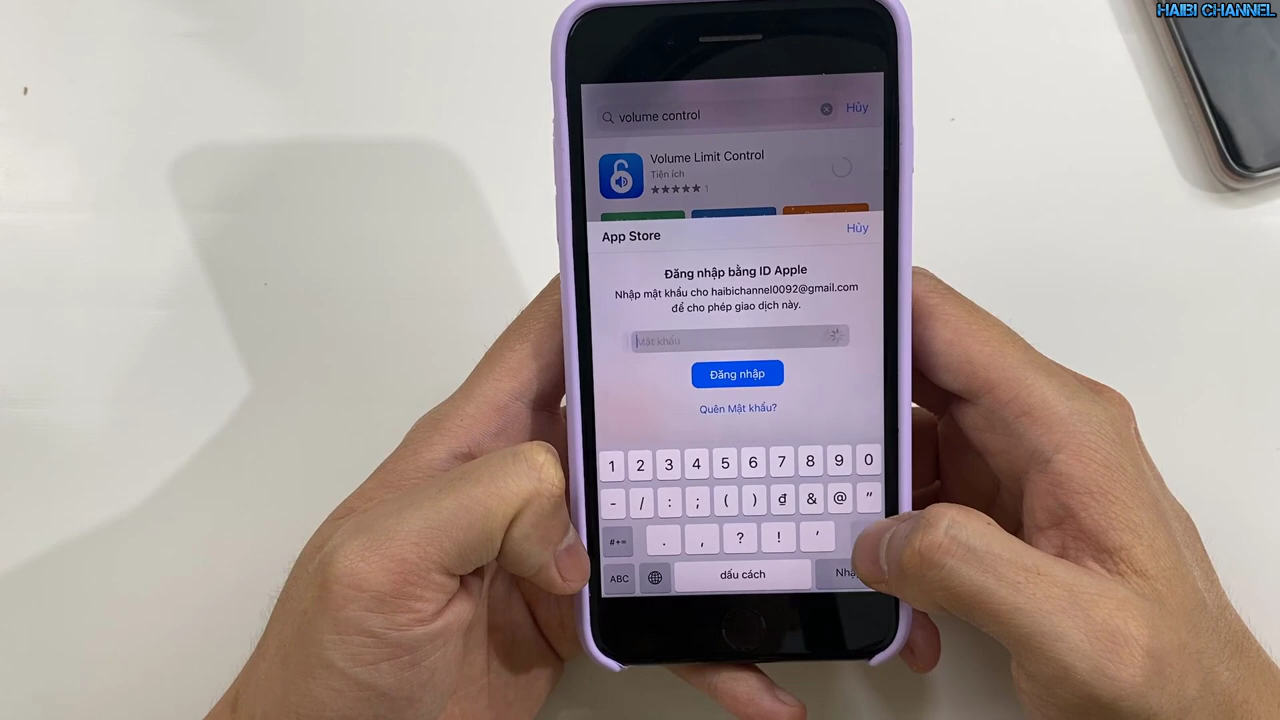 HAIBI CHANNEL
volume control
Hủy
Volume Limit Control
Tiện ích
1
App Store
Hủy
Đăng nhập bằng ID Apple
Nhập mật khẩu cho haibichannel0092@gmail.com
để cho phép giao dịch này.
Mật khẩu
Đăng nhập
Quên Mật khẩu?
1 2 3 4 5 6 7 8 9 0
- / : ; ( ) ₫ & @ "
#+= . , ? ! '
ABC dấu cách